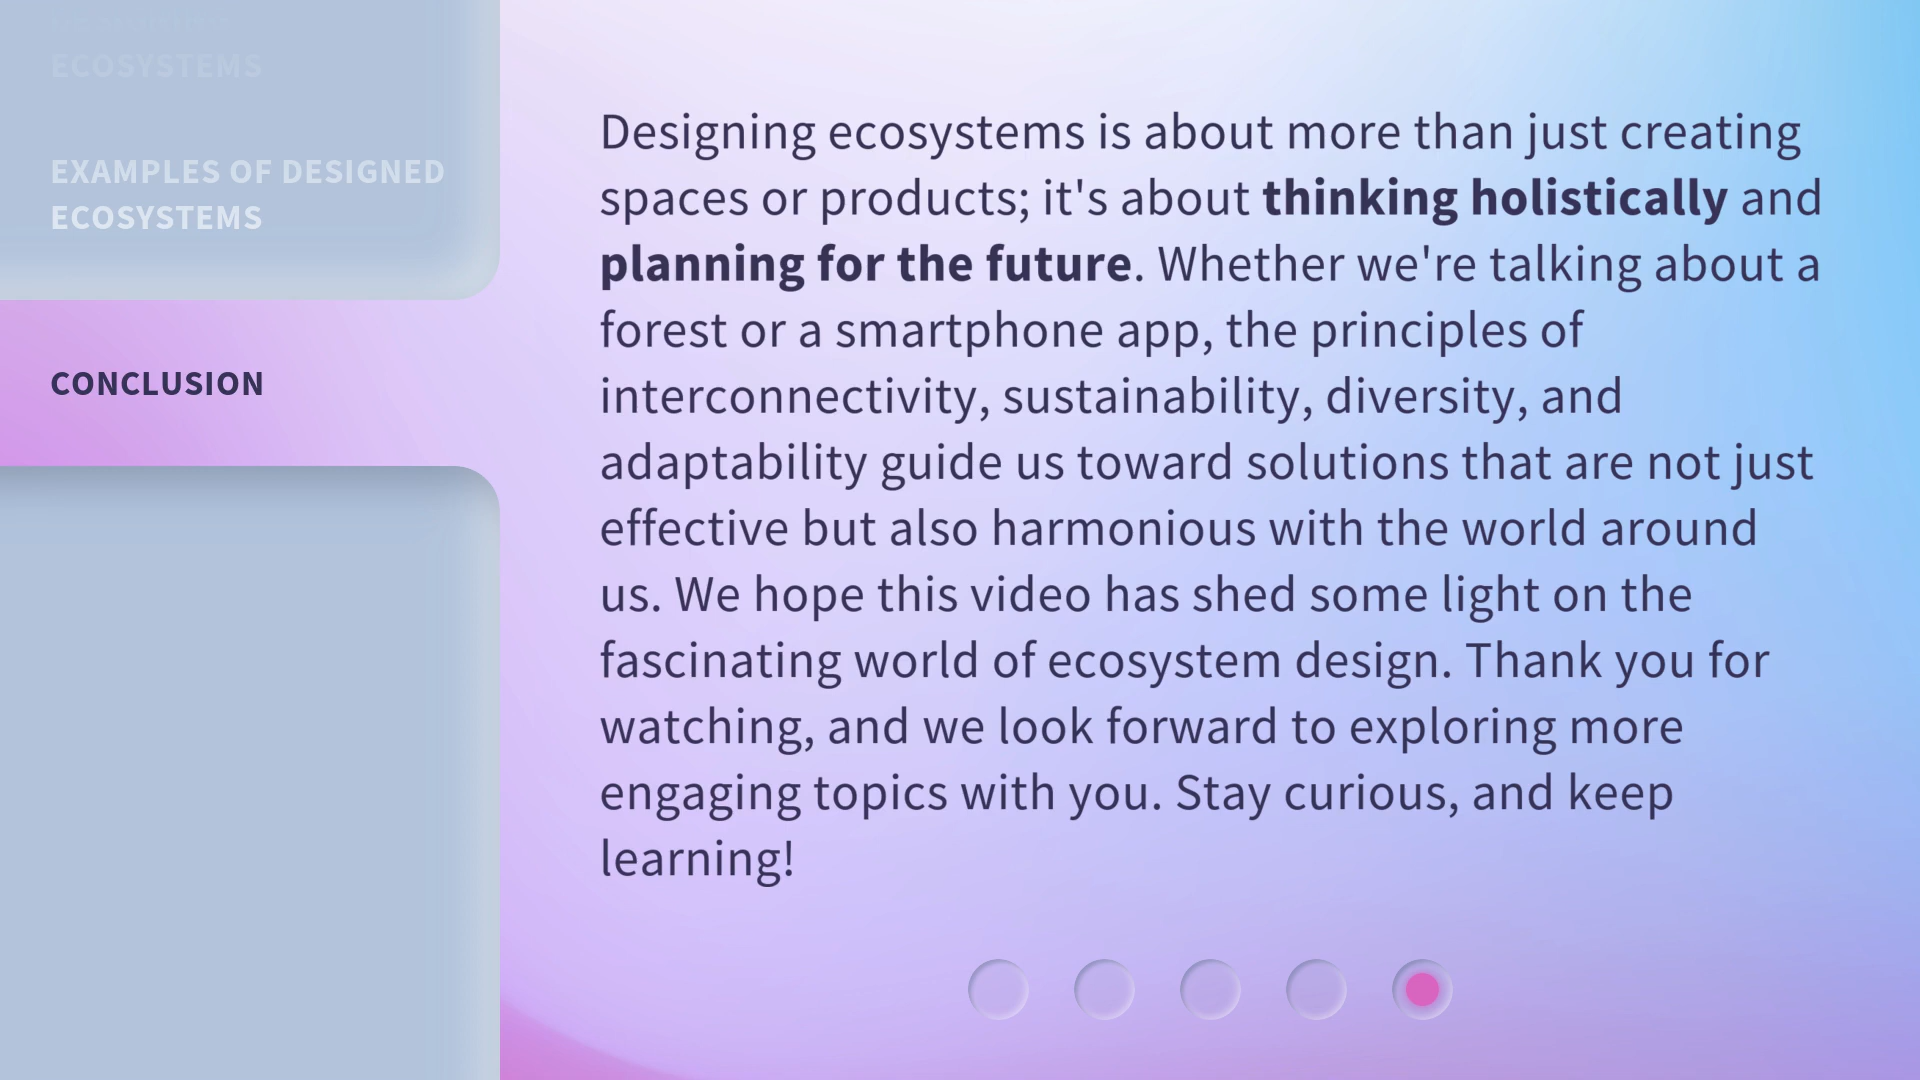 ECOSYSTEMS
EXAMPLES OF DESIGNED
ECOSYSTEMS
CONCLUSION
Designing ecosystems is about more than just creating
spaces or products; it's about thinking holistically and
planning for the future. Whether we're talking about a
forest or a smartphone app, the principles of
interconnectivity, sustainability, diversity, and
adaptability guide us toward solutions that are not just
effective but also harmonious with the world around
us. We hope this video has shed some light on the
fascinating world of ecosystem design. Thank you for
watching, and we look forward to exploring more
engaging topics with you. Stay curious, and keep
learning!